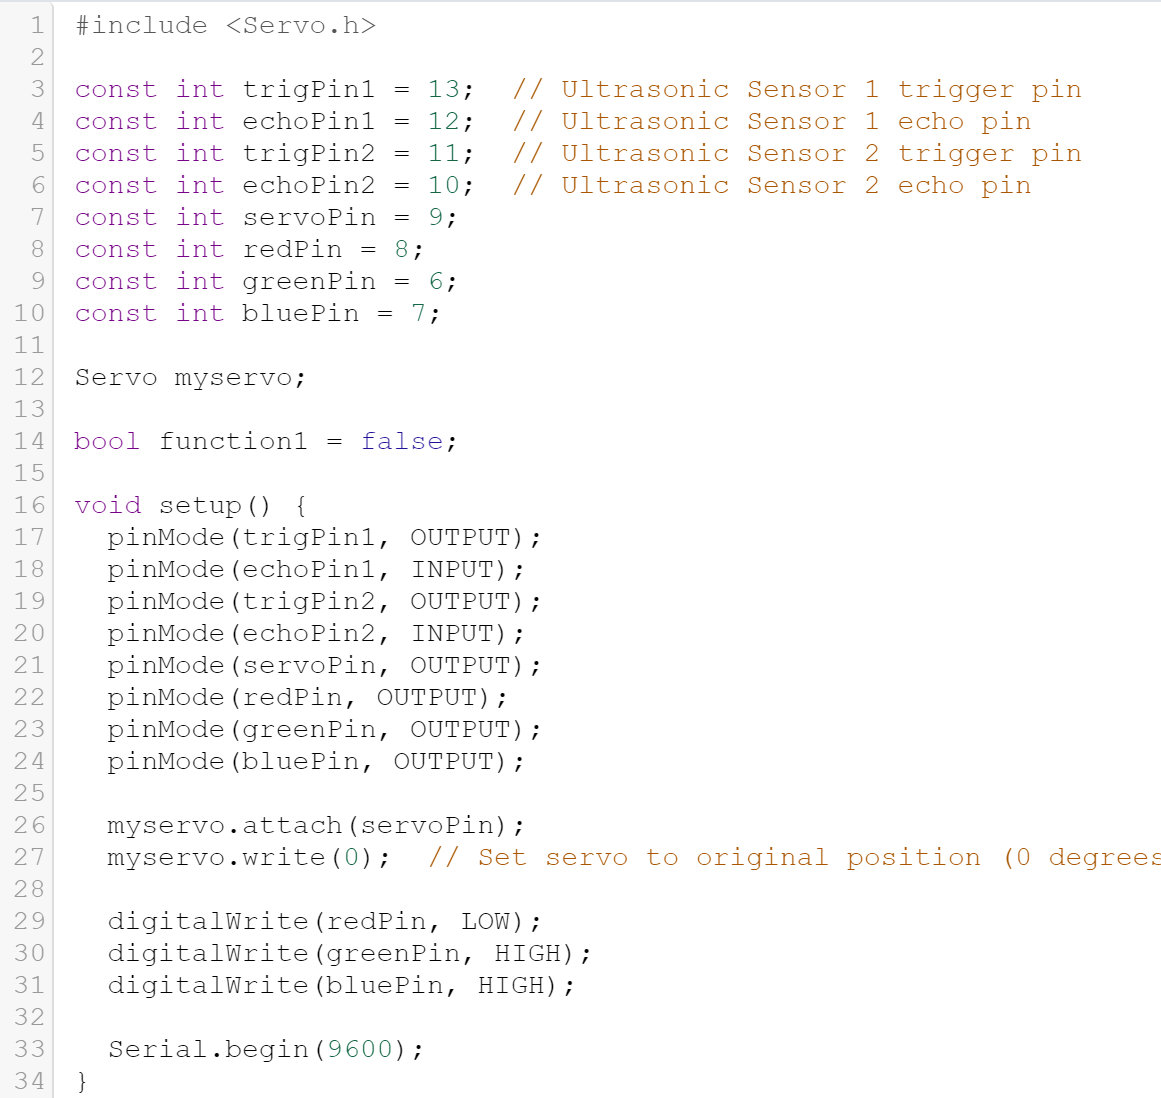 1 #include <Servo.h>
2
3 const int trigPin1 = 13;  // Ultrasonic Sensor 1 trigger pin
4 const int echoPin1 = 12;  // Ultrasonic Sensor 1 echo pin
5 const int trigPin2 = 11;  // Ultrasonic Sensor 2 trigger pin
6 const int echoPin2 = 10;  // Ultrasonic Sensor 2 echo pin
7 const int servoPin = 9;
8 const int redPin = 8;
9 const int greenPin = 6;
10 const int bluePin = 7;
11
12 Servo myservo;
13
14 bool function1 = false;
15
16 void setup() {
17   pinMode(trigPin1, OUTPUT);
18   pinMode(echoPin1, INPUT);
19   pinMode(trigPin2, OUTPUT);
20   pinMode(echoPin2, INPUT);
21   pinMode(servoPin, OUTPUT);
22   pinMode(redPin, OUTPUT);
23   pinMode(greenPin, OUTPUT);
24   pinMode(bluePin, OUTPUT);
25
26   myservo.attach(servoPin);
27   myservo.write(0);  // Set servo to original position (0 degrees
28
29   digitalWrite(redPin, LOW);
30   digitalWrite(greenPin, HIGH);
31   digitalWrite(bluePin, HIGH);
32
33   Serial.begin(9600);
34 }